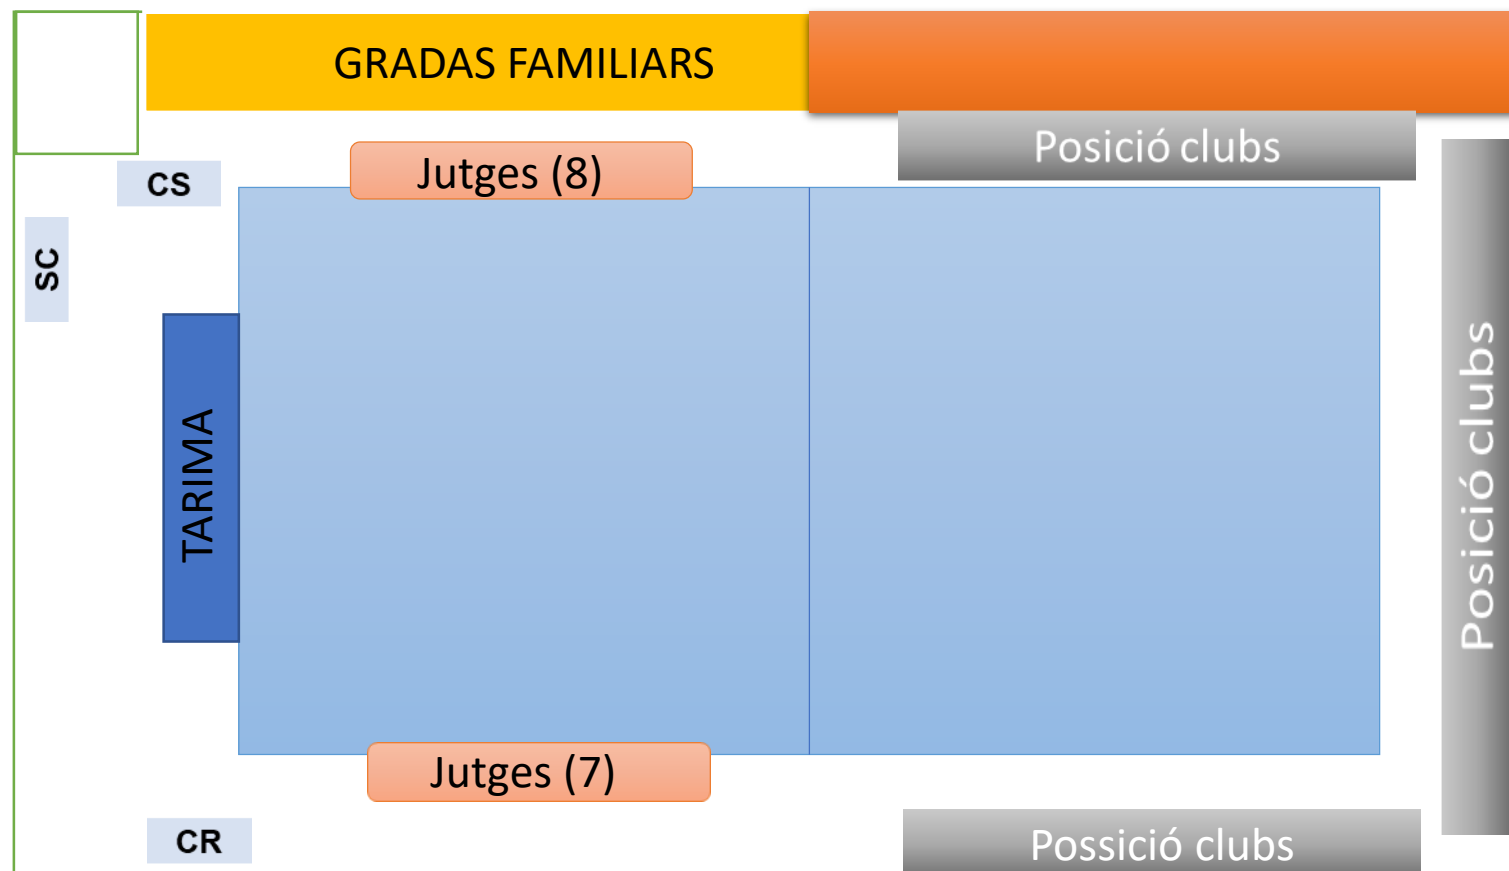 GRADAS FAMILIARS
Posició clubs
Jutges (8)
CS
SC
TARIMA
Posició clubs
Jutges (7)
CR
Possició clubs